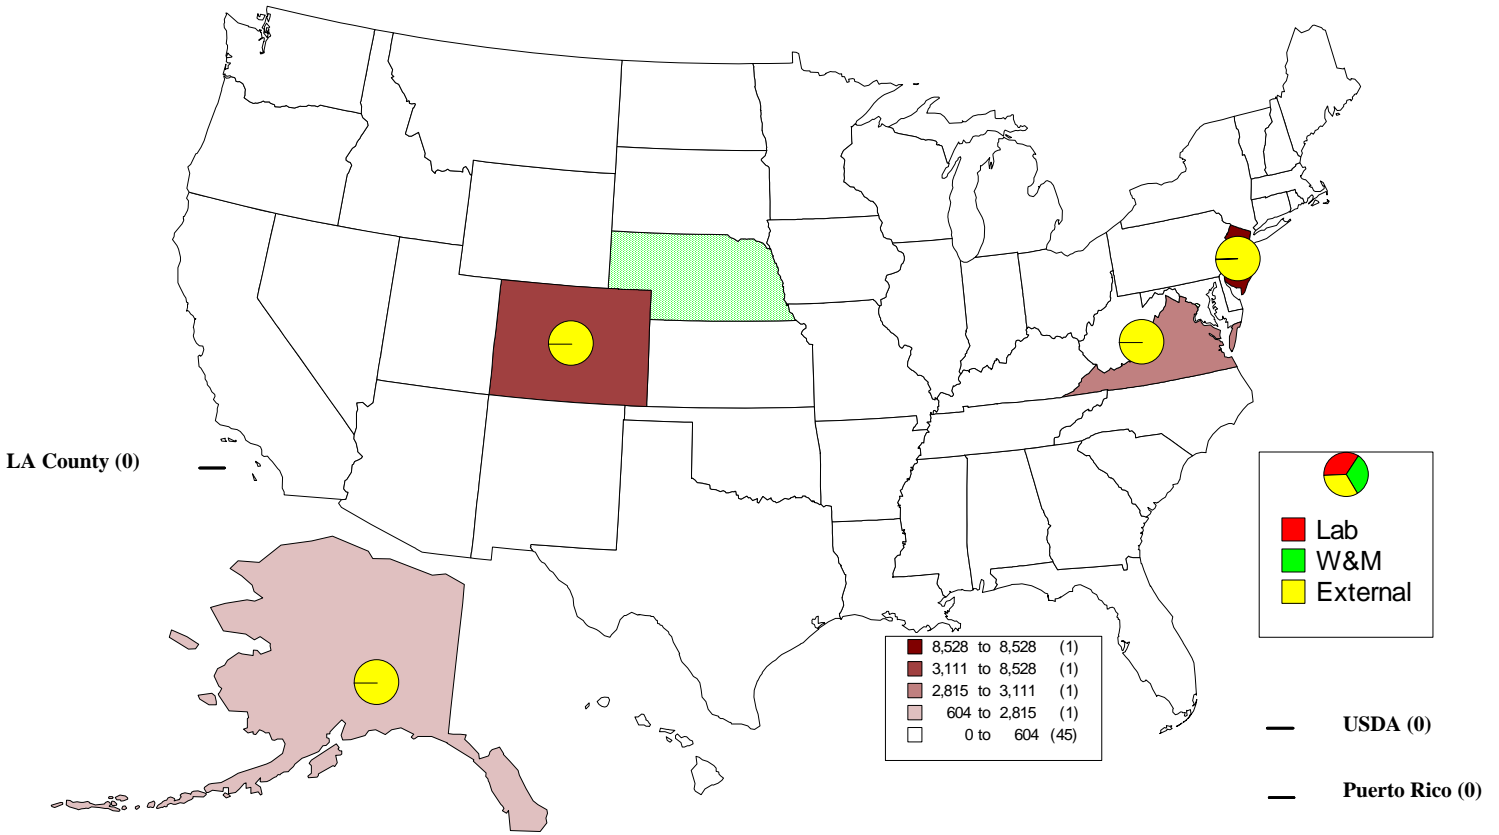 LA County (0)
Lab
W&M
External
8,528 to 8,528 (1)
3,111 to 8,528 (1)
2,815 to 3,111 (1)
604 to 2,815 (1)
0 to 604 (45)
USDA (0)
Puerto Rico (0)